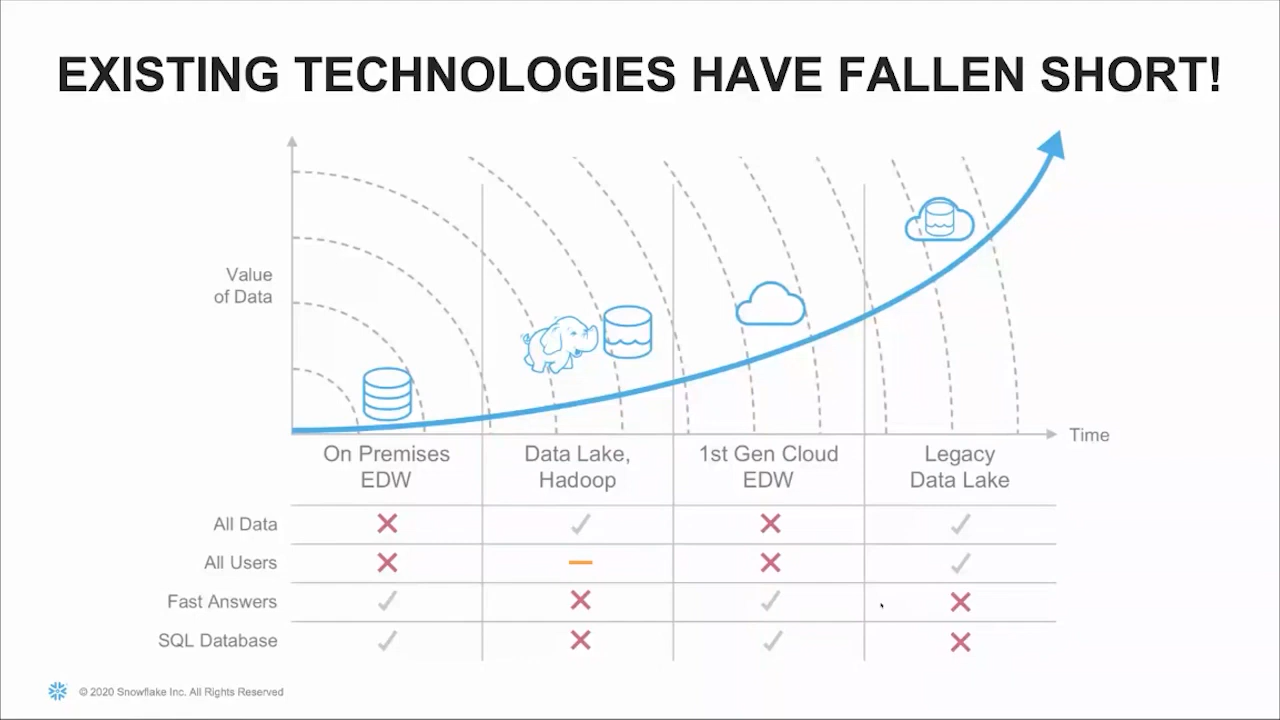 EXISTING TECHNOLOGIES HAVE FALLEN SHORT!
Value
of Data
Time
On Premises
EDW
Data Lake,
Hadoop
1st Gen Cloud
EDW
Legacy
Data Lake
All Data
All Users
Fast Answers
SQL Database
© 2020 Snowflake Inc. All Rights Reserved